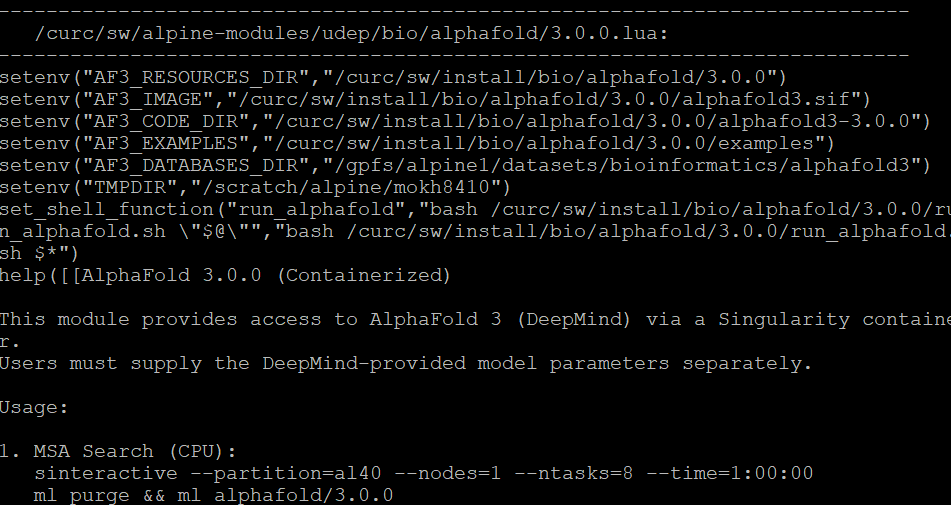 --------------------------------------------------------------------------------
/curc/sw/alpine-modules/udep/bio/alphafold/3.0.0.lua:
--------------------------------------------------------------------------------
setenv("AF3_RESOURCES_DIR","/curc/sw/install/bio/alphafold/3.0.0")
setenv("AF3_IMAGE","/curc/sw/install/bio/alphafold/3.0.0/alphafold3.sif")
setenv("AF3_CODE_DIR","/curc/sw/install/bio/alphafold/3.0.0/alphafold3-3.0.0")
setenv("AF3_EXAMPLES","/curc/sw/install/bio/alphafold/3.0.0/examples")
setenv("AF3_DATABASES_DIR","/gpfs/alpine1/datasets/bioinformatics/alphafold3")
setenv("TMPDIR","/scratch/alpine/mokh8410")
set_shell_function("run_alphafold","bash /curc/sw/install/bio/alphafold/3.0.0/ru
n_alphafold.sh \"$@\"","bash /curc/sw/install/bio/alphafold/3.0.0/run_alphafold.
sh $*")
help([[AlphaFold 3.0.0 (Containerized)
This module provides access to AlphaFold 3 (DeepMind) via a Singularity containe
r.
Users must supply the DeepMind-provided model parameters separately.
Usage:
1. MSA Search (CPU):
sinteractive --partition=al40 --nodes=1 --ntasks=8 --time=1:00:00
ml purge && ml alphafold/3.0.0